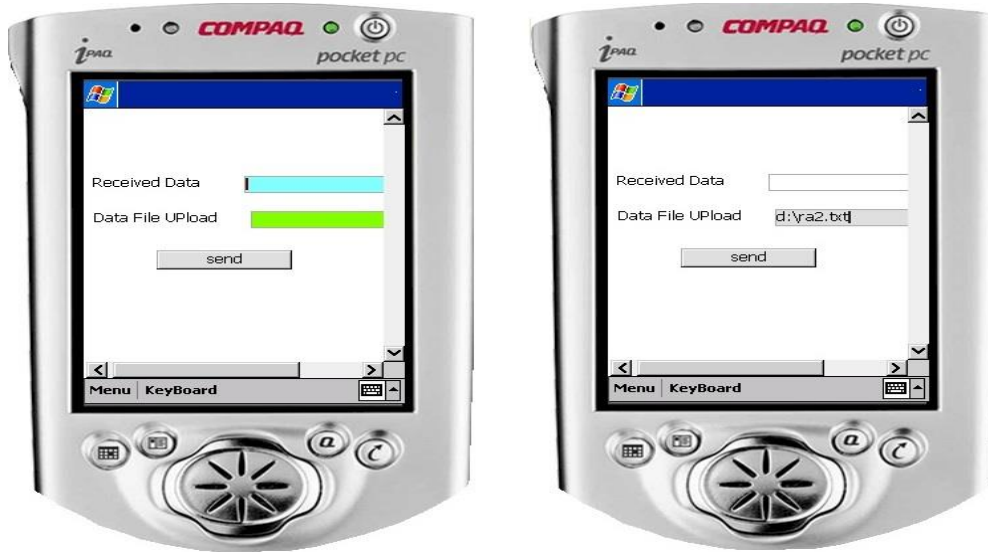 COMPAQ
iPAQ
pocket pc
Received Data
Data File UPload
send
Menu KeyBoard
a
COMPAQ
iPAQ
pocket pc
Received Data
Data File UPload d:\ra2.txt
send
Menu KeyBoard
a